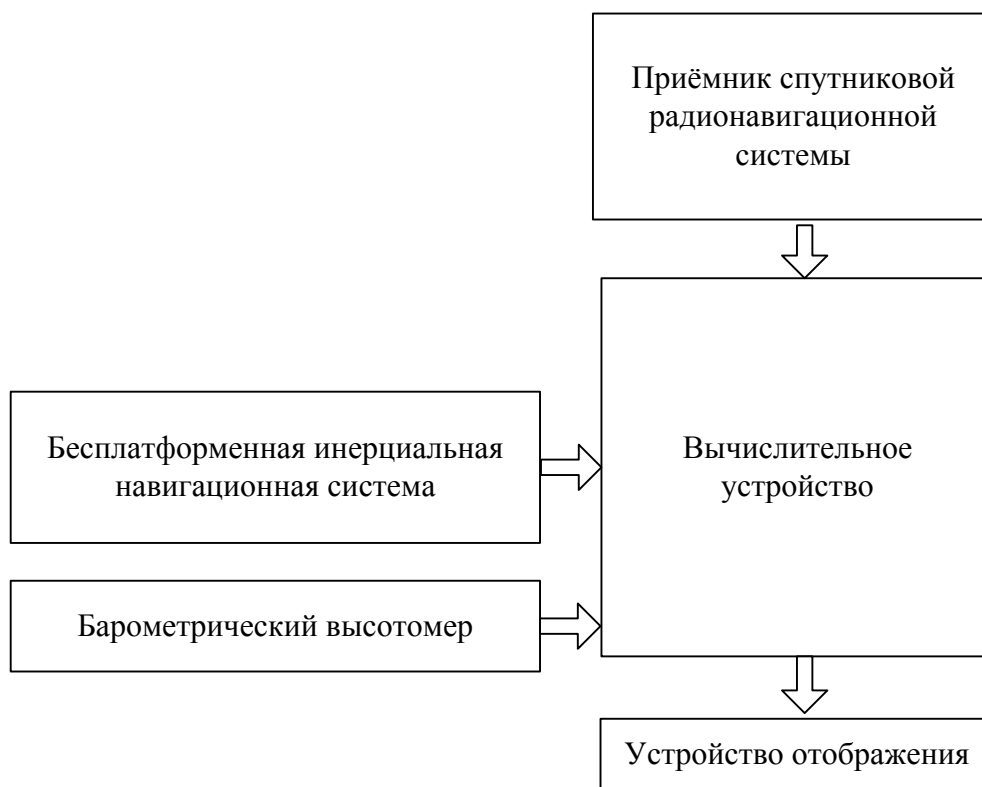 Приёмник спутниковой
радионавигационной
системы
Бесплатформенная инерциальная
навигационная система
Вычислительное
устройство
Барометрический высотомер
Устройство отображения